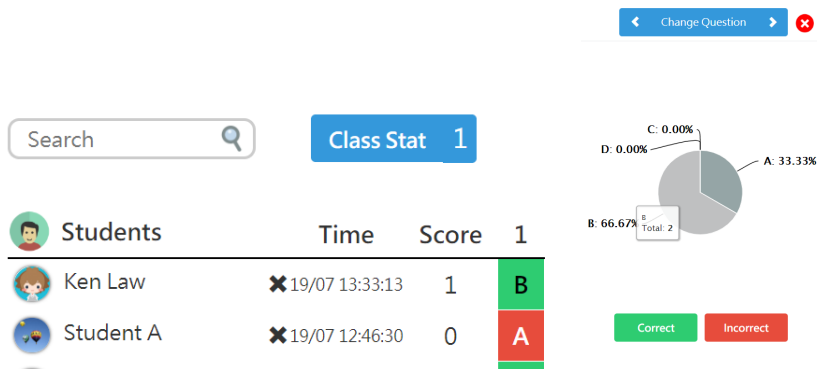 Change Question
Search
Class Stat 1
Students Time Score 1
Ken Law 19/07 13:33:13 1 B
Student A 19/07 12:46:30 0 A
C: 0.00%
D: 0.00%
A: 33.33%
B: 66.67%
B
Total: 2
Correct Incorrect